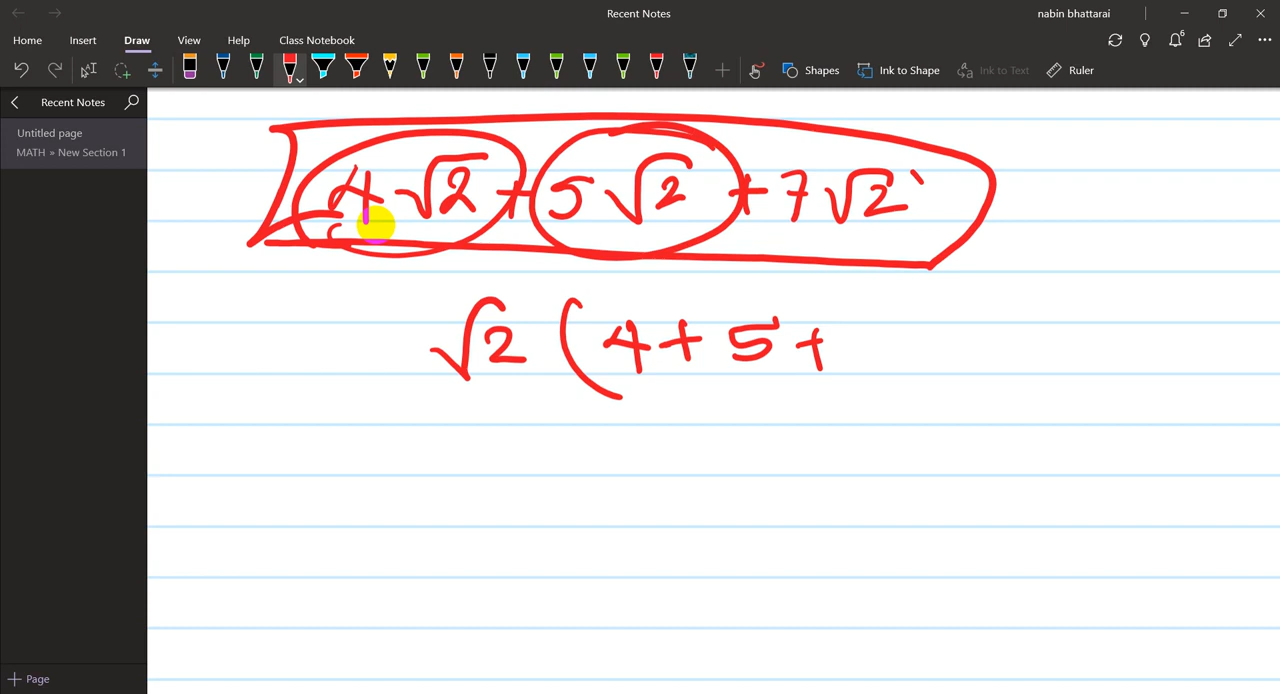 Recent Notes
nabin bhattarai
Home Insert Draw View Help Class Notebook
6
Shapes Ink to Shape Ink to Text Ruler
Recent Notes
Untitled page
MATH » New Section 1
4√2 + 5√2 + 7√2
√2 (4 + 5 +
Page